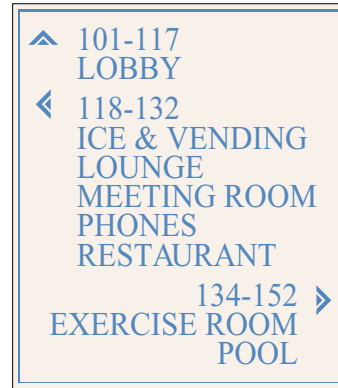 101-117
LOBBY
118-132
ICE & VENDING
LOUNGE
MEETING ROOM
PHONES
RESTAURANT
134-152
EXERCISE ROOM
POOL